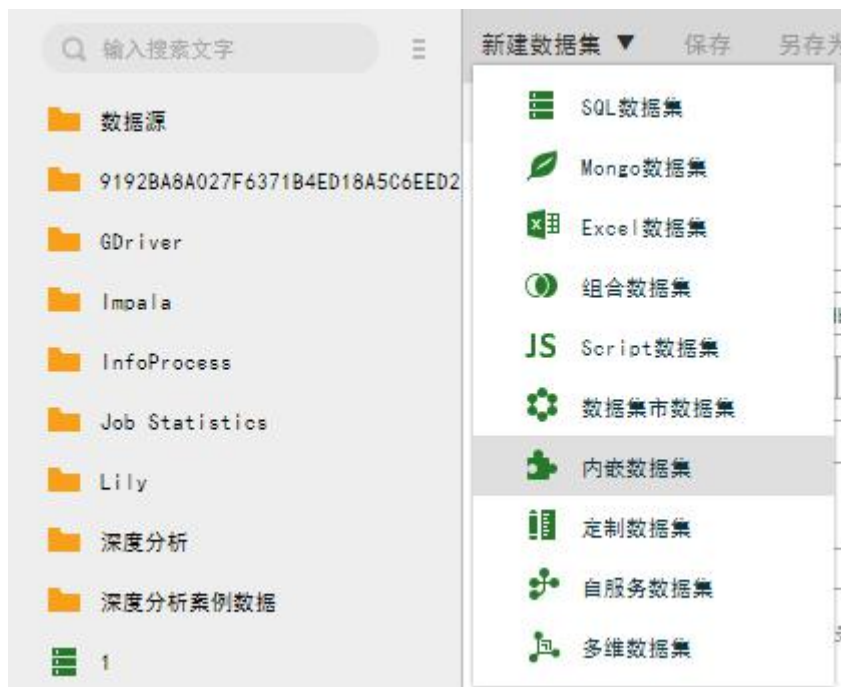 输入搜索文字
数据源
9192BA8A027F6371B4ED18A5C6EED2
GDriver
Impala
InfoProcess
Job Statistics
Lily
深度分析
深度分析案例数据
1
新建数据集 ▼ 保存 另存为
SQL数据集
Mongo数据集
Excel数据集
组合数据集
JS Script数据集
数据集市数据集
内嵌数据集
定制数据集
自服务数据集
多维数据集